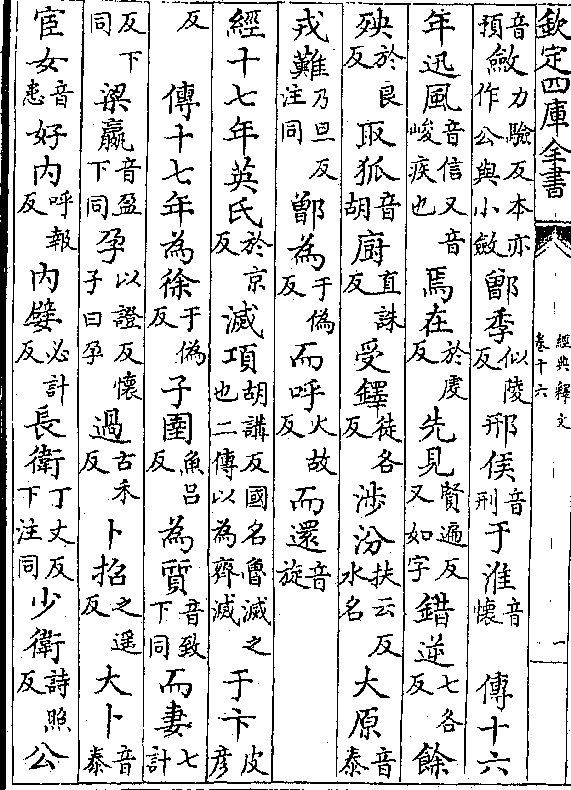 欽定四庫全書 經典釋文 卷十六 一
音預斂力驗反本亦作公與小斂鄫季似陵反邢侯音刑于淮音懷 傳十六
年迅風音信又音峻疾也焉在於虔反先見賢遍反又如字錯逆七各反餘
殃於良反取狐音胡廚直誅反受鐸徒各反涉汾扶云反水名大原音泰
戎難乃旦反注同鄫為于偽反而呼火故反而還音旋
經十七年英氏於京反滅項胡講反國名魯滅之也二傳以為齊滅于卞皮彥
反 傳十七年為徐于偽反子圉魚呂反為質音致下同而妻七計
反下同梁嬴音盈下同孕以證反懷子曰孕過古禾反卜招之遥反大卜音泰
宦女音患好内呼報反内嬖必計反長衛丁丈反下注同少衛詩照反公